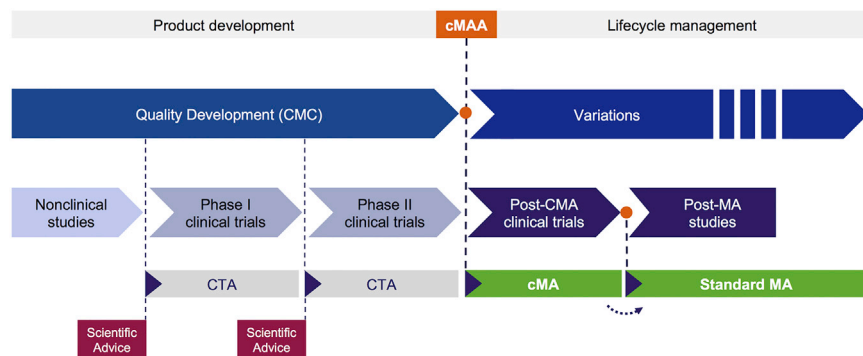 Product development
cMAA
Lifecycle management
Quality Development (CMC)
Variations
Nonclinical
studies
Phase I
clinical trials
Phase II
clinical trials
Post-CMA
clinical trials
Post-MA
studies
CTA
CTA
cMA
Standard MA
Scientific
Advice
Scientific
Advice